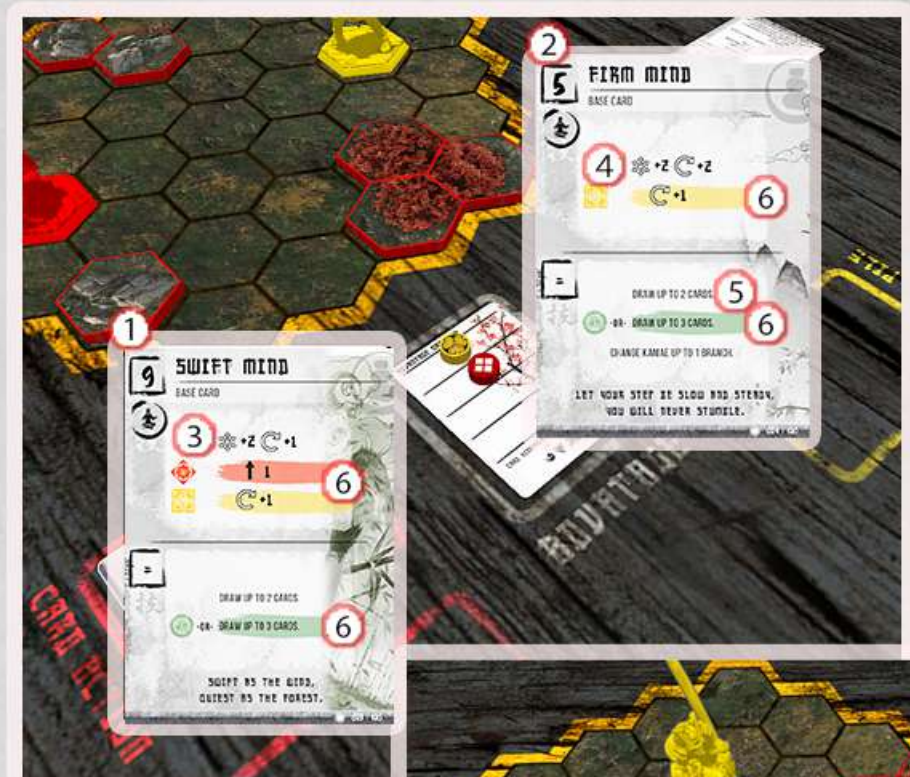 2
5
FIRM MIND
BASE CARD
4
+2 +2
+1
6
=
DRAW UP TO 2 CARDS.
5
-OR- DRAW UP TO 3 CARDS.
6
CHANGE KAMAE UP TO 1 BRANCH.
LET YOUR STEP BE SLOW AND STEADY,
YOU WILL NEVER STUMBLE.
1
9
SWIFT MIND
BASE CARD
3
+2 +1
1
6
+1
=
DRAW UP TO 2 CARDS.
-OR- DRAW UP TO 3 CARDS.
6
SWIFT AS THE WIND,
QUIET AS THE FOREST.
CARD